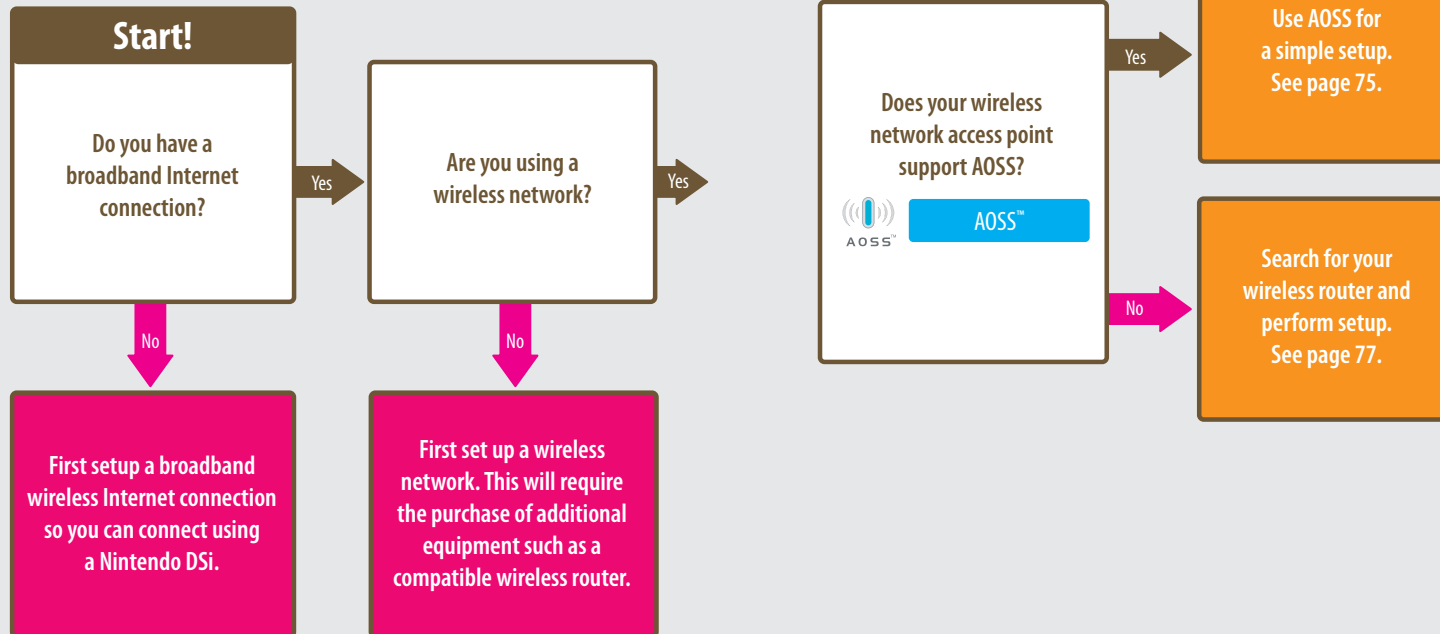 Start!
Do you have a
broadband Internet
connection?
Yes
No
First setup a broadband
wireless Internet connection
so you can connect using
a Nintendo DSi.
Are you using a
wireless network?
Yes
No
First set up a wireless
network. This will require
the purchase of additional
equipment such as a
compatible wireless router.
Does your wireless
network access point
support AOSS?
AOSS™
AOSS™
Yes
Use AOSS for
a simple setup.
See page 75.
No
Search for your
wireless router and
perform setup.
See page 77.